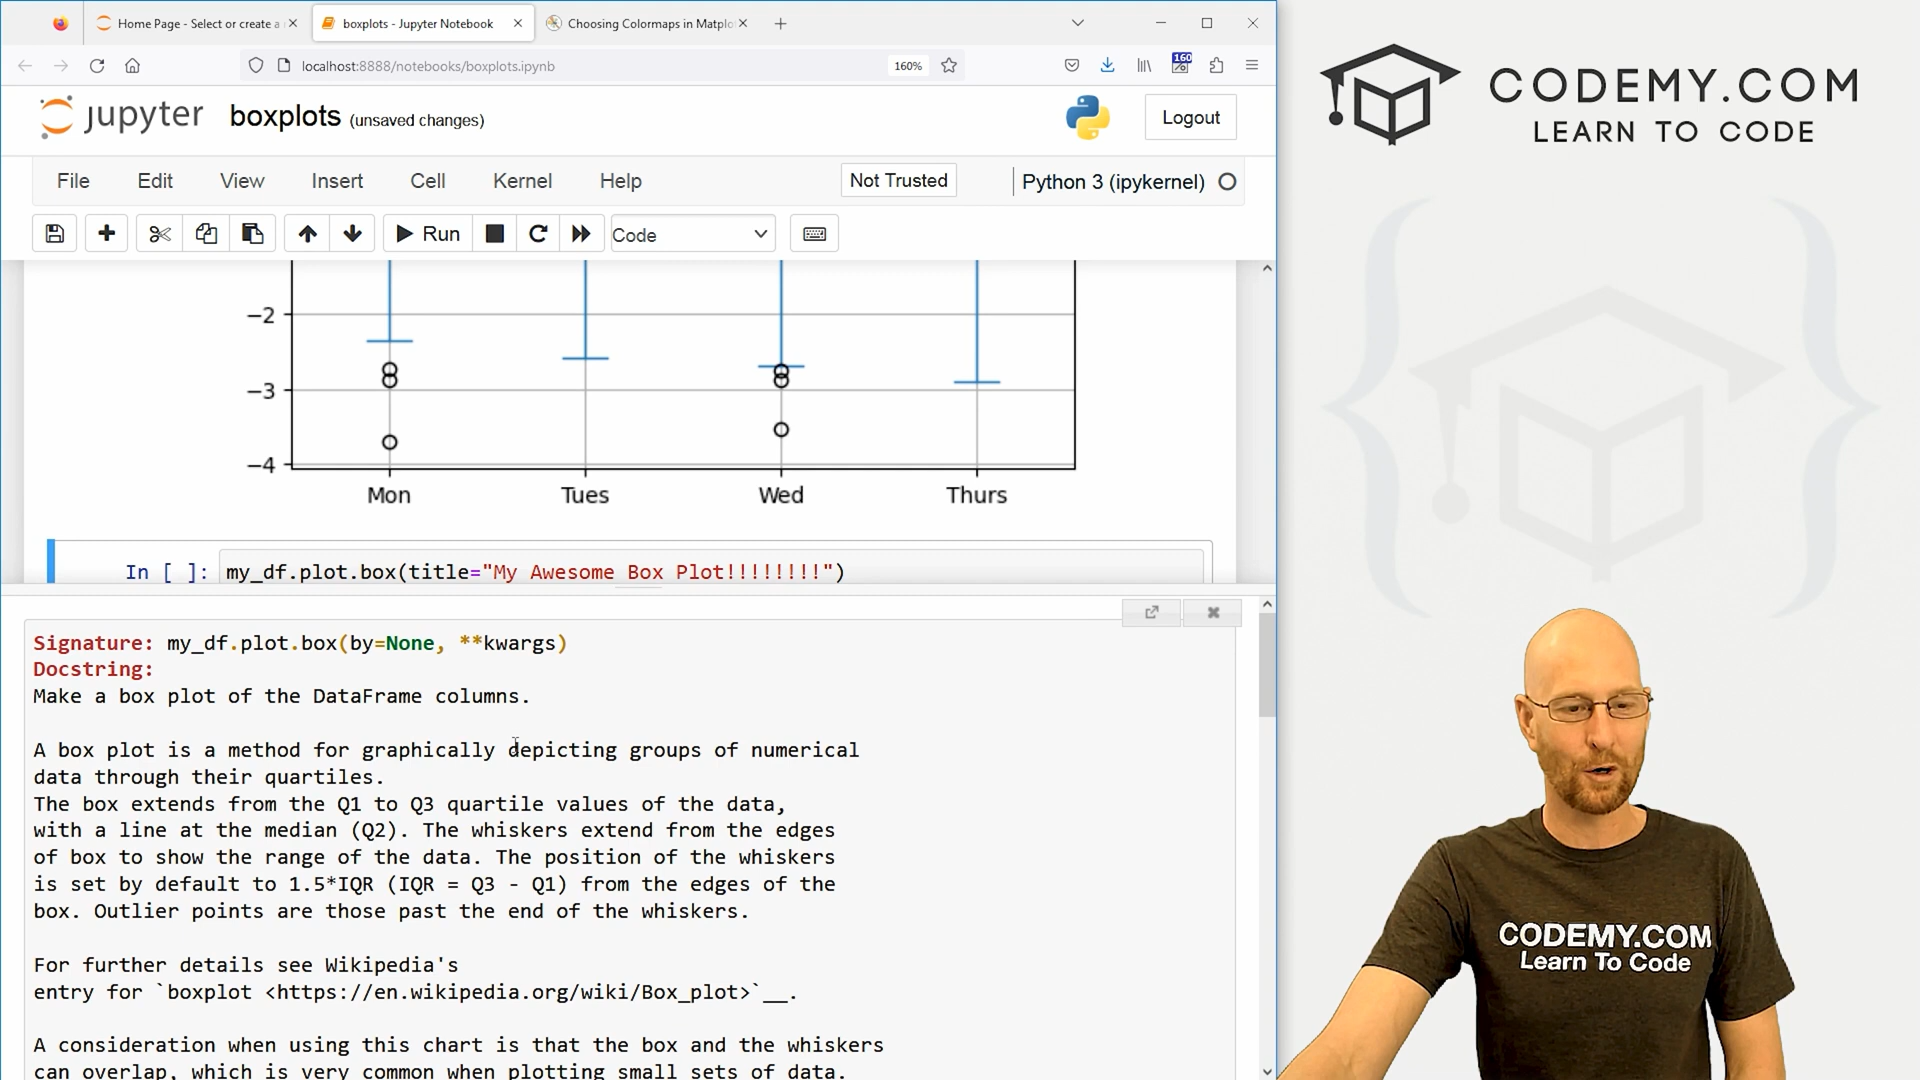 Home Page - Select or create a
boxplots - Jupyter Notebook
Choosing Colormaps in Matplo
localhost:8888/notebooks/boxplots.ipynb
160%
160
jupyter boxplots (unsaved changes)
Logout
File Edit View Insert Cell Kernel Help
Not Trusted
Python 3 (ipykernel)
Run
Code
−2
−3
−4
Mon Tues Wed Thurs
In [ ]: my_df.plot.box(title="My Awesome Box Plot!!!!!!!!")
Signature: my_df.plot.box(by=None, **kwargs)
Docstring:
Make a box plot of the DataFrame columns.
A box plot is a method for graphically depicting groups of numerical
data through their quartiles.
The box extends from the Q1 to Q3 quartile values of the data,
with a line at the median (Q2). The whiskers extend from the edges
of box to show the range of the data. The position of the whiskers
is set by default to 1.5*IQR (IQR = Q3 - Q1) from the edges of the
box. Outlier points are those past the end of the whiskers.
For further details see Wikipedia's
entry for `boxplot <https://en.wikipedia.org/wiki/Box_plot>`__.
A consideration when using this chart is that the box and the whiskers
can overlap, which is very common when plotting small sets of data.
CODEMY.COM
LEARN TO CODE
CODEMY.COM
Learn To Code